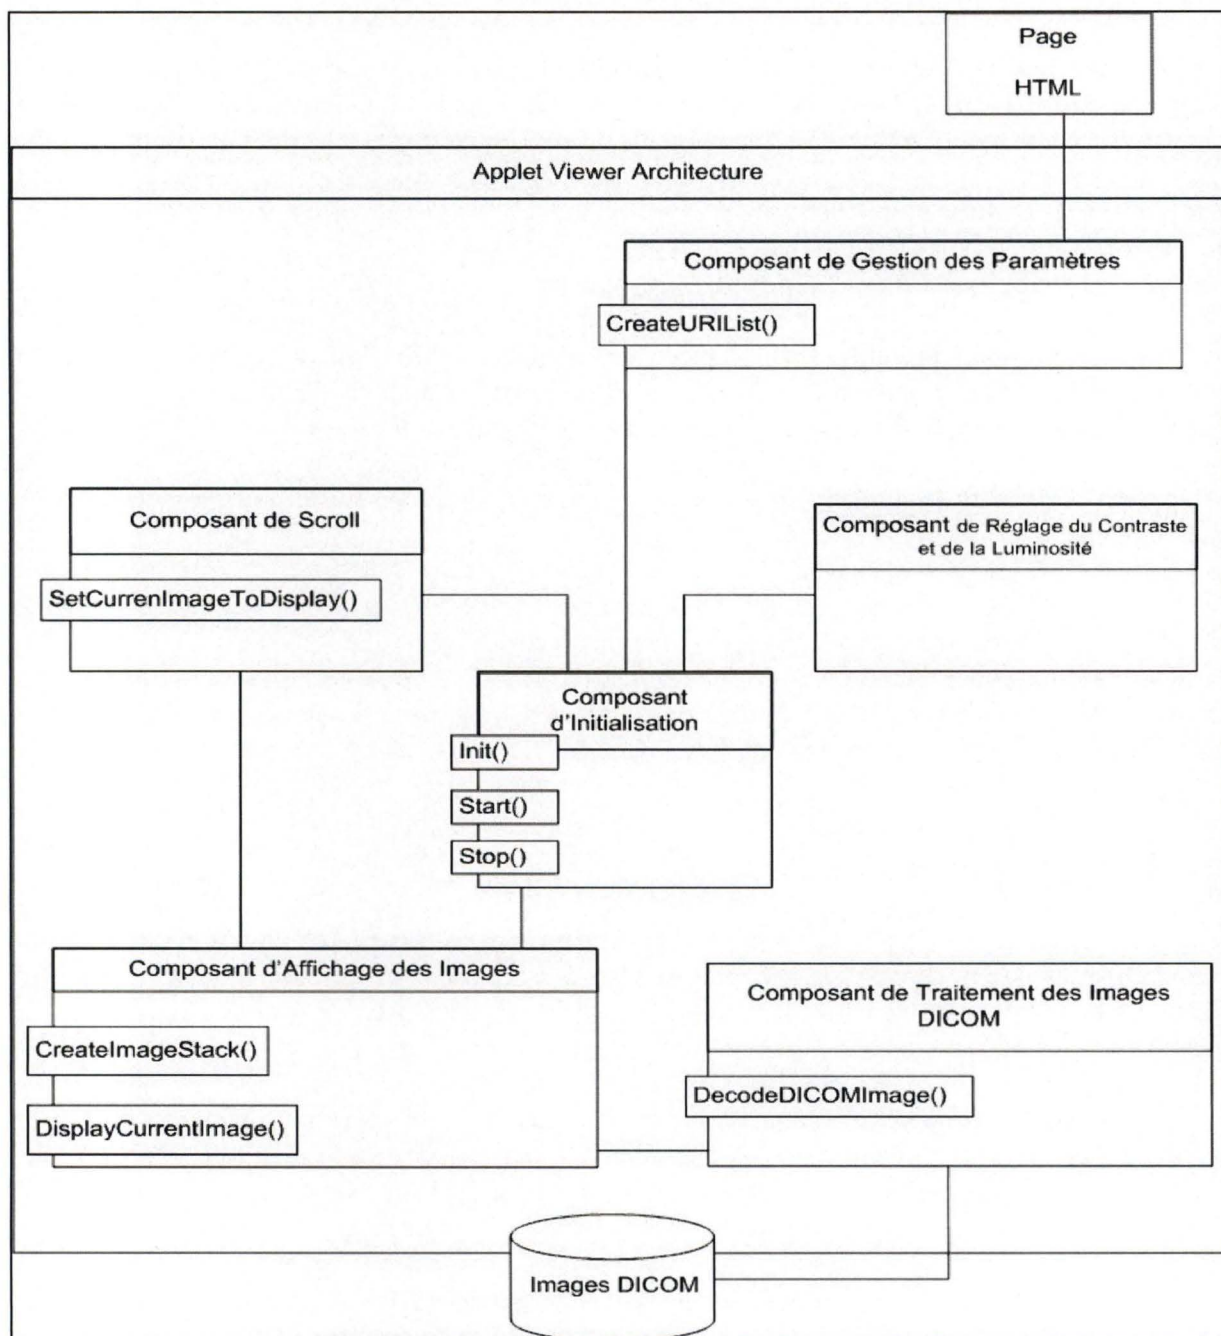 Page
HTML
Applet Viewer Architecture
Composant de Gestion des Paramètres
CreateURIList()
Composant de Scroll
SetCurrenImageToDisplay()
Composant de Réglage du Contraste
et de la Luminosité
Composant
d'Initialisation
Init()
Start()
Stop()
Composant d'Affichage des Images
CreateImageStack()
DisplayCurrentImage()
Composant de Traitement des Images
DICOM
DecodeDICOMImage()
Images DICOM